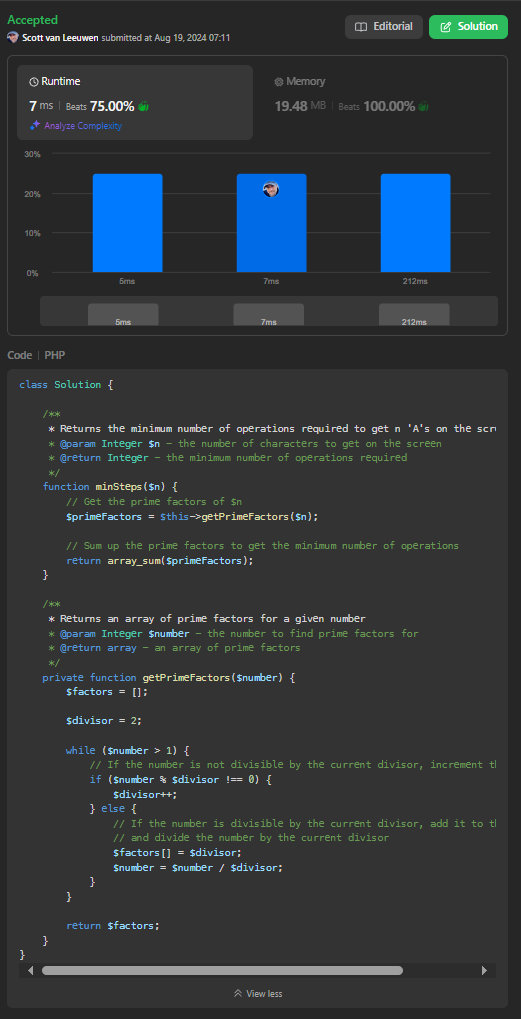 Accepted
Editorial
Solution
Scott van Leeuwen submitted at Aug 19, 2024 07:11
Runtime
7 ms | Beats 75.00%
Analyze Complexity
Memory
19.48 MB | Beats 100.00%
30%
20%
10%
0%
5ms
7ms
212ms
5ms
7ms
212ms
Code | PHP
class Solution {
/**
* Returns the minimum number of operations required to get n 'A's on the scr
* @param Integer $n – the number of characters to get on the screen
* @return Integer – the minimum number of operations required
*/
function minSteps($n) {
// Get the prime factors of $n
$primeFactors = $this->getPrimeFactors($n);
// Sum up the prime factors to get the minimum number of operations
return array_sum($primeFactors);
}
/**
* Returns an array of prime factors for a given number
* @param Integer $number – the number to find prime factors for
* @return array – an array of prime factors
*/
private function getPrimeFactors($number) {
$factors = [];
$divisor = 2;
while ($number > 1) {
// If the number is not divisible by the current divisor, increment th
if ($number % $divisor !== 0) {
$divisor++;
} else {
// If the number is divisible by the current divisor, add it to th
// and divide the number by the current divisor
$factors[] = $divisor;
$number = $number / $divisor;
}
}
return $factors;
}
}
View less